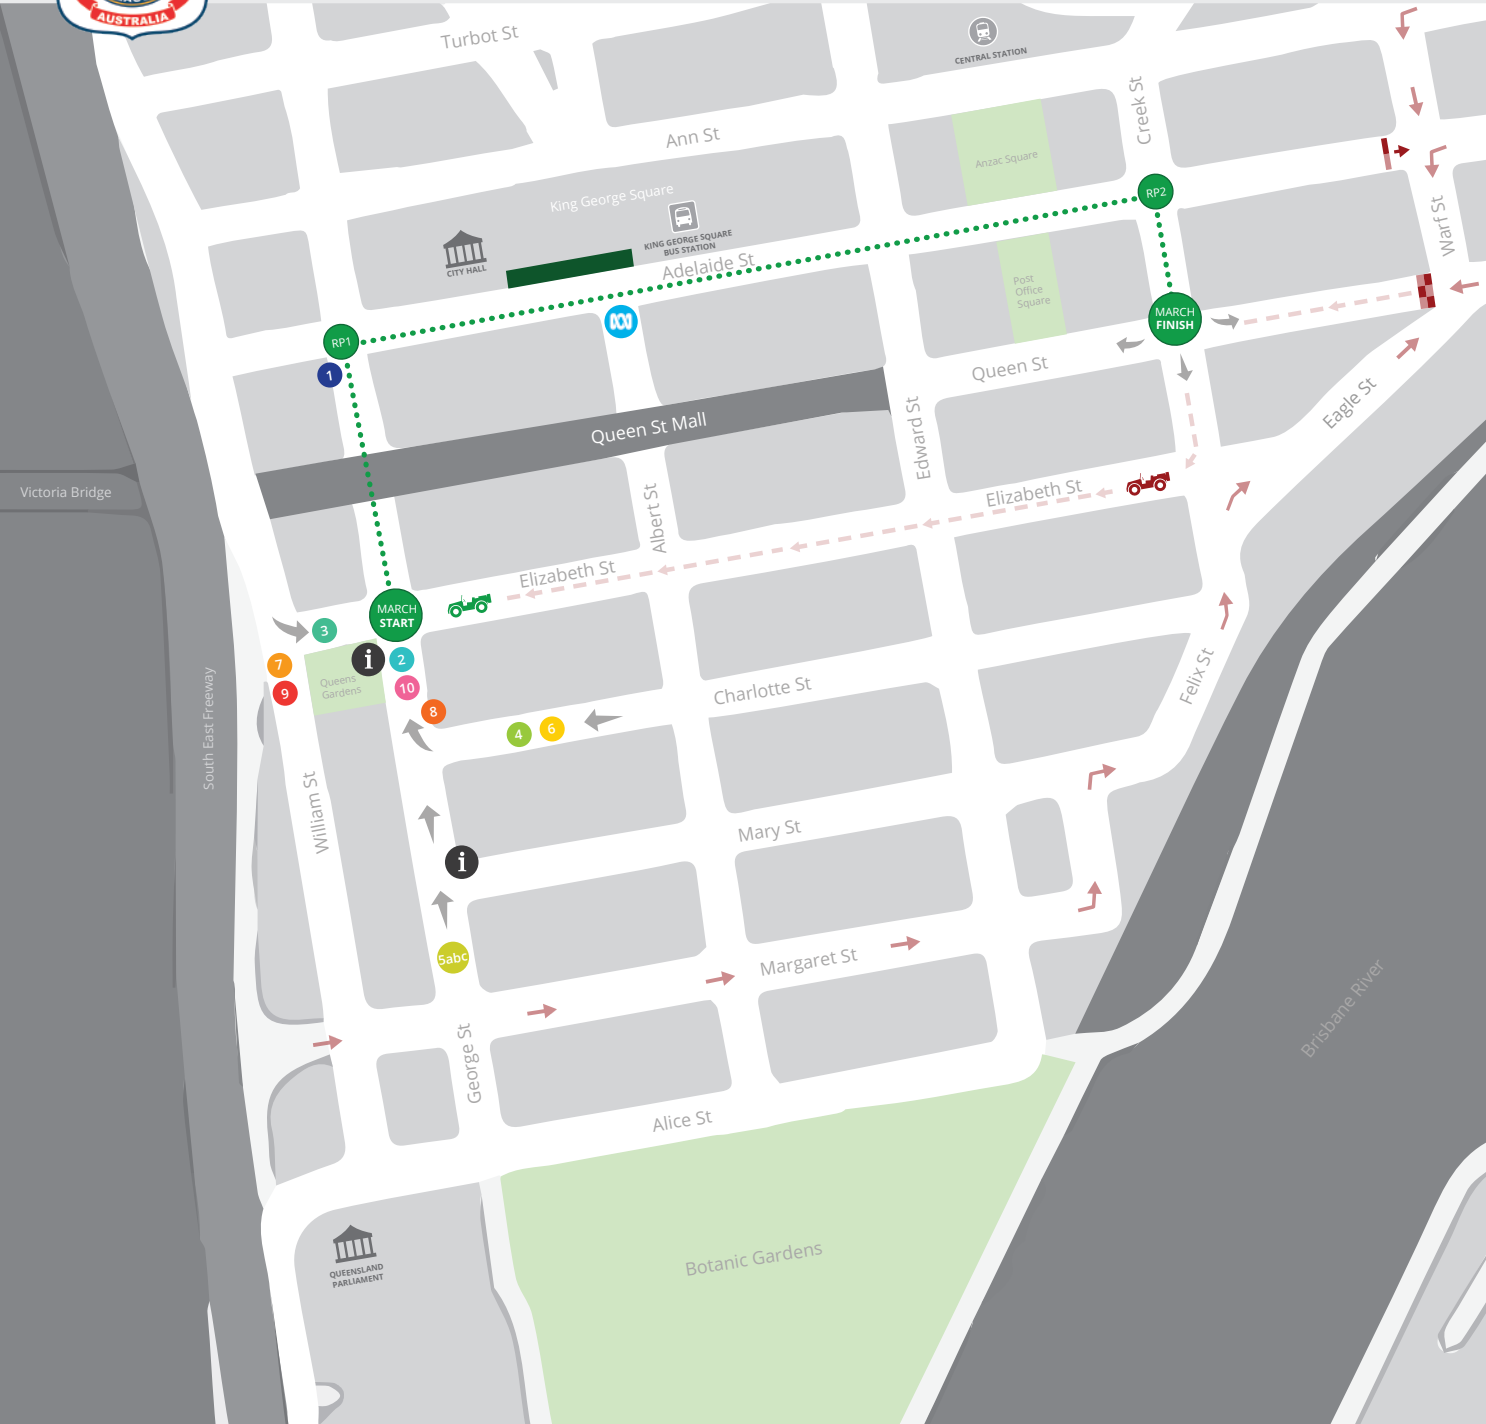 AUSTRALIA
Turbot St
CENTRAL STATION
Creek St
Ann St
Anzac Square
King George Square
RP2
Warf St
KING GEORGE SQUARE
BUS STATION
CITY HALL
Adelaide St
Post
Office
Square
MARCH
FINISH
RP1
1
Queen St
Eagle St
Queen St Mall
Edward St
Victoria Bridge
Elizabeth St
Albert St
Elizabeth St
MARCH
START
3
i
2
7
Queens
Gardens
10
9
8
Charlotte St
Felix St
4
6
South East Freeway
William St
Mary St
i
5abc
Margaret St
Brisbane River
George St
Alice St
Botanic Gardens
QUEENSLAND
PARLIAMENT